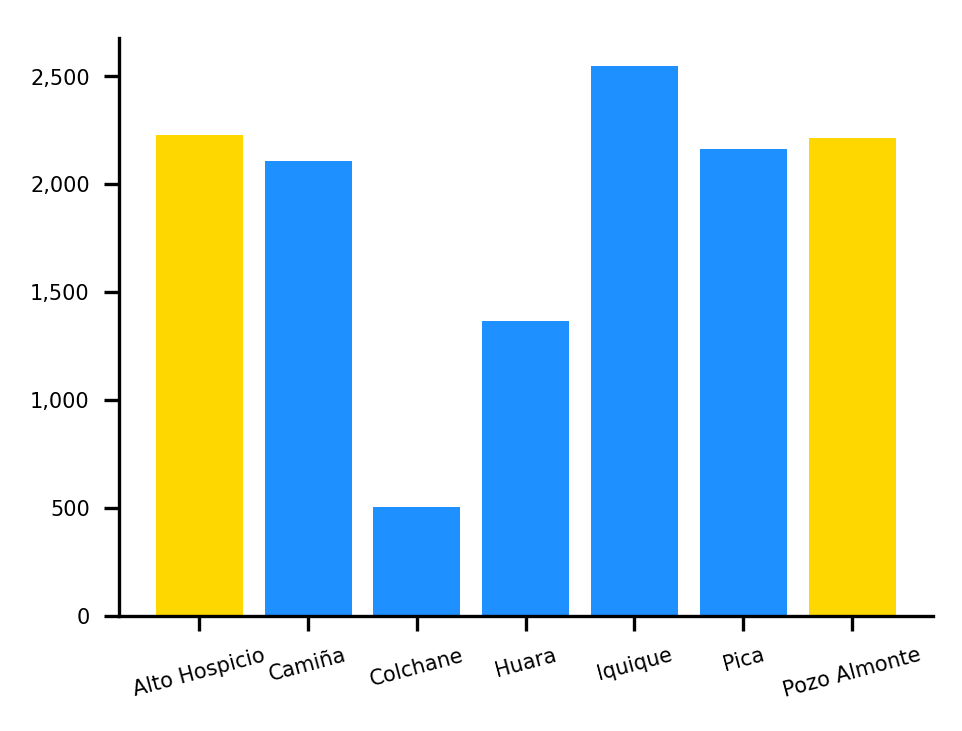 2,500
2,000
1,500
1,000
500
0
Alto Hospicio
Camiña
Colchane
Huara
Iquique
Pica
Pozo Almonte